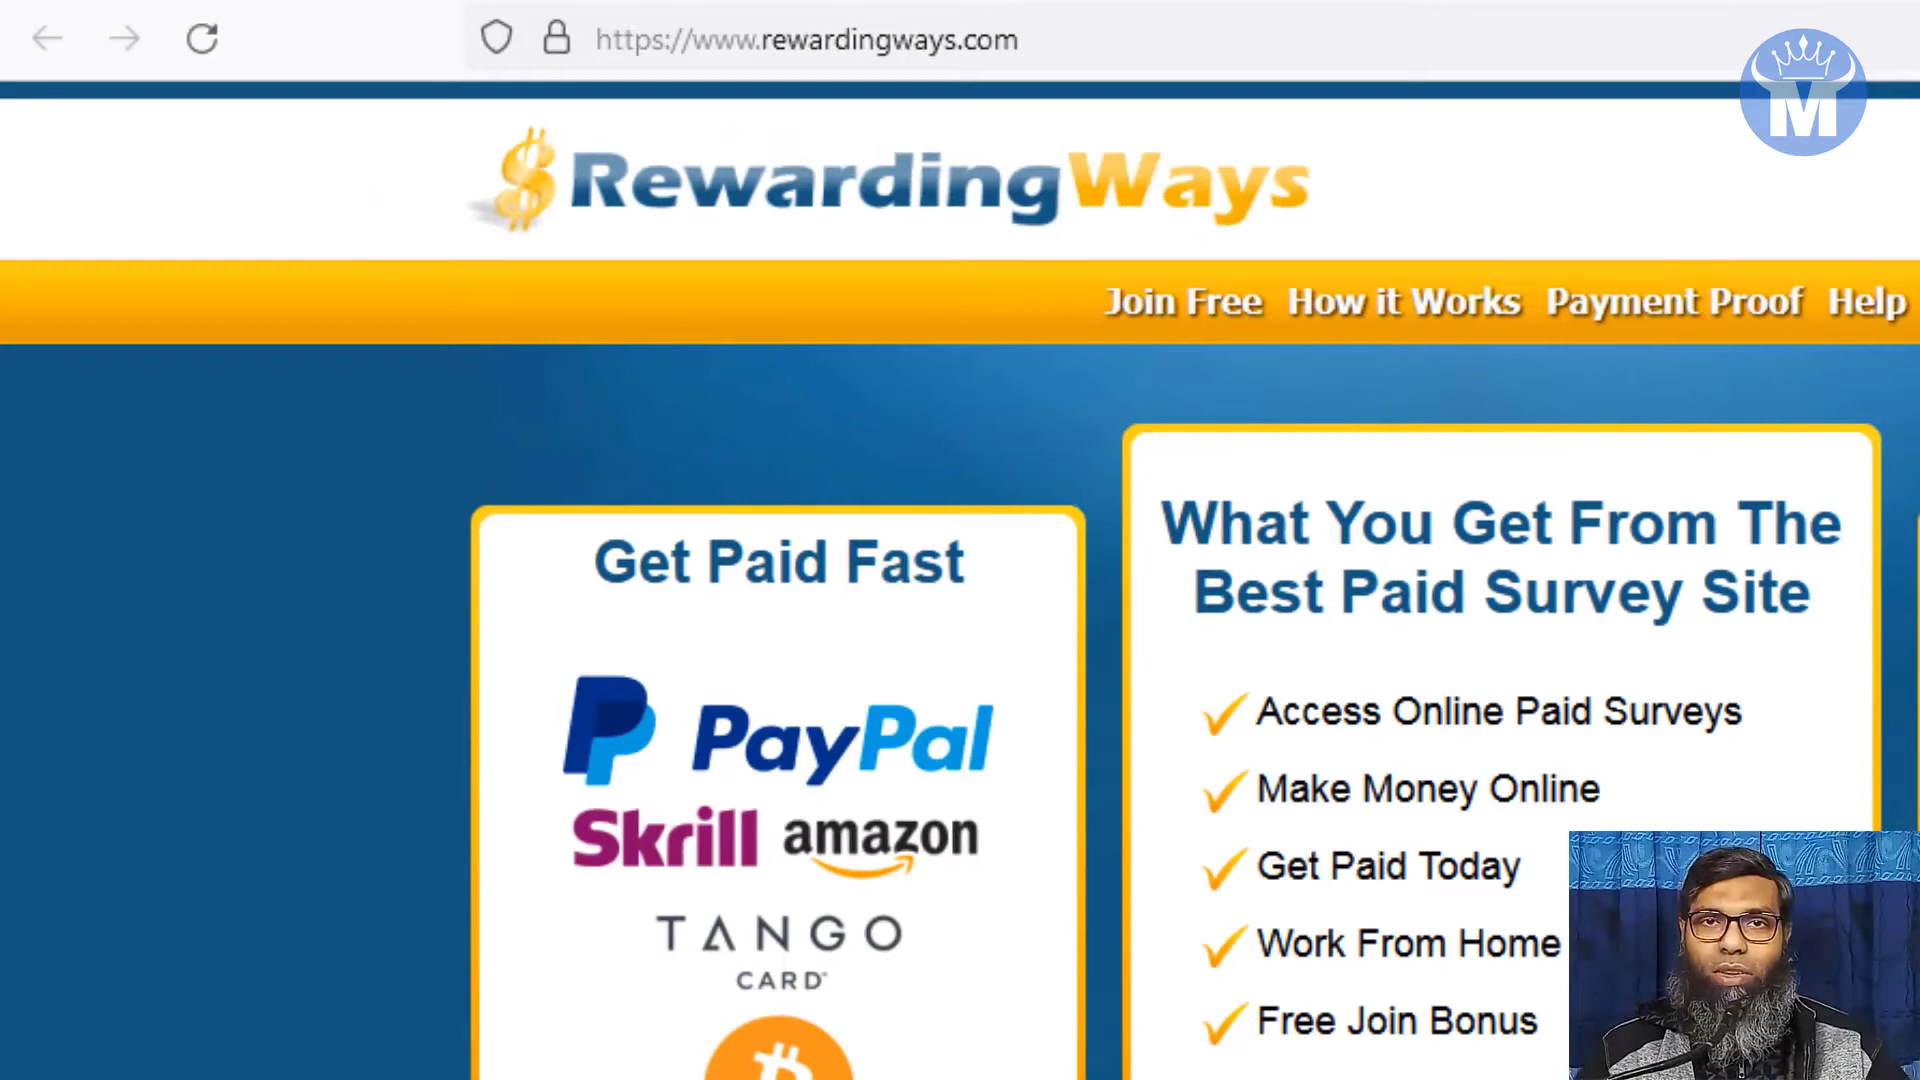 https://www.rewardingways.com
M
RewardingWays
Join Free How it Works Payment Proof Help
Get Paid Fast
PayPal
Skrill amazon
TANGO
CARD
What You Get From The
Best Paid Survey Site
Access Online Paid Surveys
Make Money Online
Get Paid Today
Work From Home
Free Join Bonus